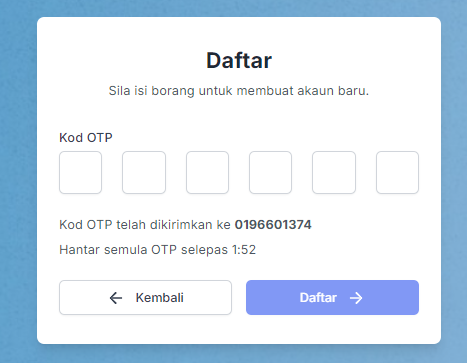 Daftar
Sila isi borang untuk membuat akaun baru.
Kod OTP
Kod OTP telah dikirimkan ke 0196601374
Hantar semula OTP selepas 1:52
Kembali
Daftar